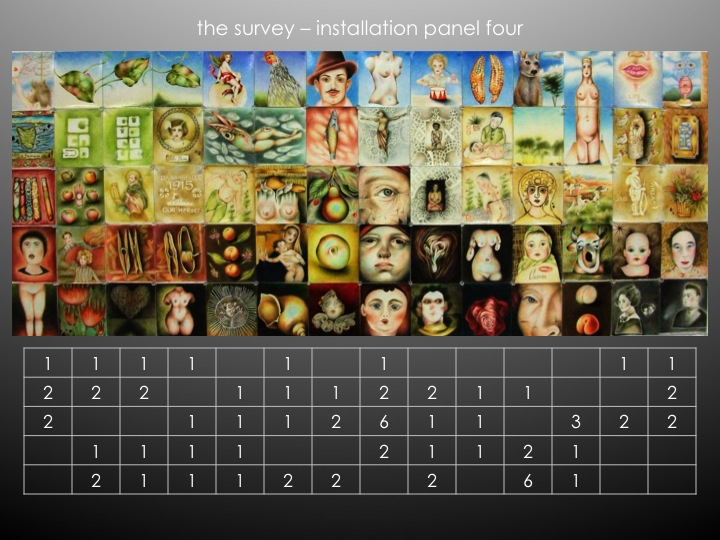 the survey – installation panel four
1915
1 1 1 1 1 1 1 1
2 2 2 1 1 1 2 2 1 1 2
2 1 1 1 2 6 1 1 3 2 2
1 1 1 1 2 1 1 2 1
2 1 1 1 2 2 2 6 1